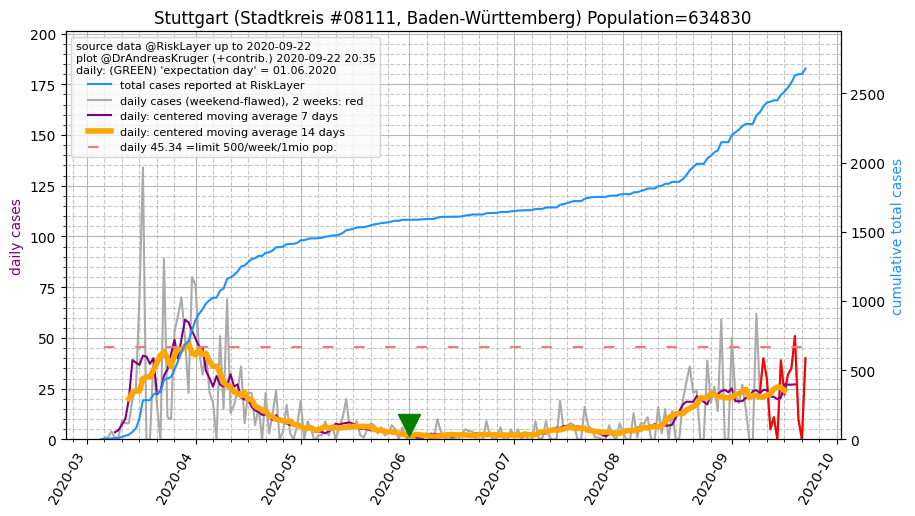 Stuttgart (Stadtkreis #08111, Baden-Württemberg) Population=634830
source data @RiskLayer up to 2020-09-22
plot @DrAndreasKruger (+contrib.) 2020-09-22 20:35
daily: (GREEN) 'expectation day' = 01.06.2020
total cases reported at RiskLayer
daily cases (weekend-flawed), 2 weeks: red
daily: centered moving average 7 days
daily: centered moving average 14 days
daily 45.34 =limit 500/week/1mio pop.
daily cases
200
175
150
125
100
75
50
25
0
2500
2000
1500
1000
500
0
cumulative total cases
2020-03
2020-04
2020-05
2020-06
2020-07
2020-08
2020-09
2020-10